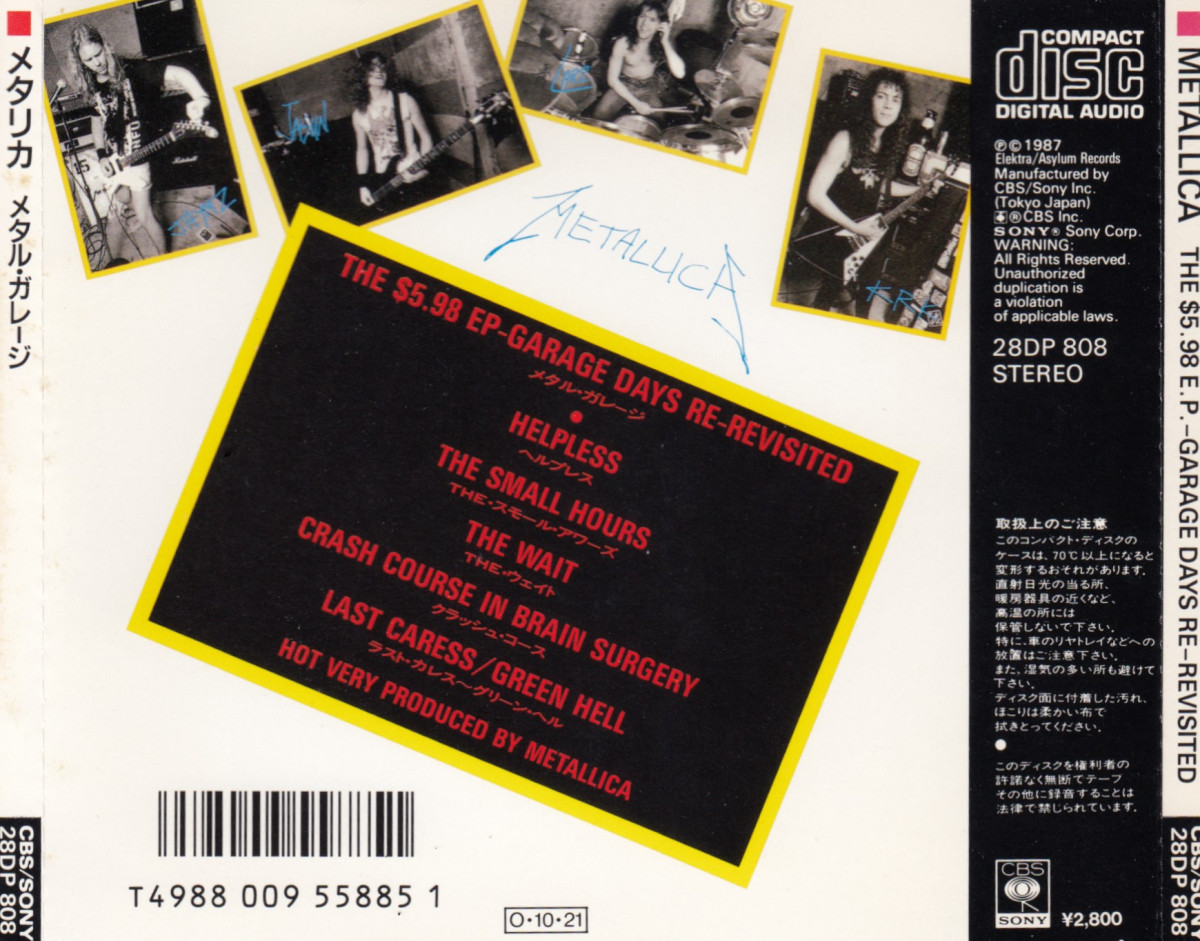 メタリカ メタル・ガレージ
CBS/SONY
28DP 808
JASON
KRK
METALLICA
THE $5.98 EP-GARAGE DAYS RE-REVISITED
メタル・ガレージ
HELPLESS
ヘルプレス
THE SMALL HOURS
THE・スモール・アワーズ
THE WAIT
THE・ウェイト
CRASH COURSE IN BRAIN SURGERY
クラッシュ・コース
LAST CARESS/GREEN HELL
ラスト・カレス〜グリーン・ヘル
HOT VERY PRODUCED BY METALLICA
T4988 009 55885 1
O・10・21
COMPACT
disc
DIGITAL AUDIO
Ⓟ©1987
Elektra/Asylum Records
Manufactured by
CBS/Sony Inc.
(Tokyo Japan)
®CBS Inc.
SONY® Sony Corp.
WARNING:
All Rights Reserved.
Unauthorized
duplication is
a violation
of applicable laws.
28DP 808
STEREO
取扱上のご注意
このコンパクト・ディスクの
ケースは、70℃以上になると
変形するおそれがあります。
直射日光の当る所、
暖房器具の近くなど、
高温の所には
保管しないで下さい。
特に、車のリヤトレイなどへの
放置はご注意下さい。
また、湿気の多い所も避けて
下さい。
ディスク面に付着した汚れ、
ほこりは柔かい布で
拭きとってください。
このディスクを権利者の
許諾なく無断でテープ
その他に録音することは
法律で禁じられています。
CBS
SONY
¥2,800
METALLICA THE $5.98 E.P.-GARAGE DAYS RE-REVISITED
CBS/SONY
28DP 808